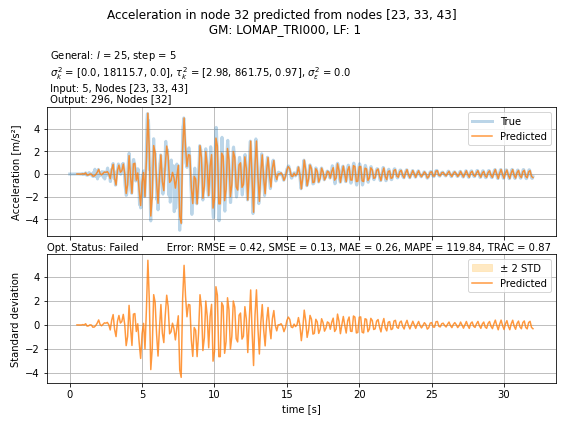 Acceleration in node 32 predicted from nodes [23, 33, 43]
GM: LOMAP_TRI000, LF: 1
General: l = 25, step = 5
σ²ₖ = [0.0, 18115.7, 0.0], τ²ₖ = [2.98, 861.75, 0.97], σ²ε = 0.0
Input: 5, Nodes [23, 33, 43]
Output: 296, Nodes [32]
Acceleration [m/s²]
4
2
0
−2
−4
True
Predicted
Opt. Status: Failed
Error: RMSE = 0.42, SMSE = 0.13, MAE = 0.26, MAPE = 119.84, TRAC = 0.87
Standard deviation
4
2
0
−2
−4
± 2 STD
Predicted
0 5 10 15 20 25 30
time [s]